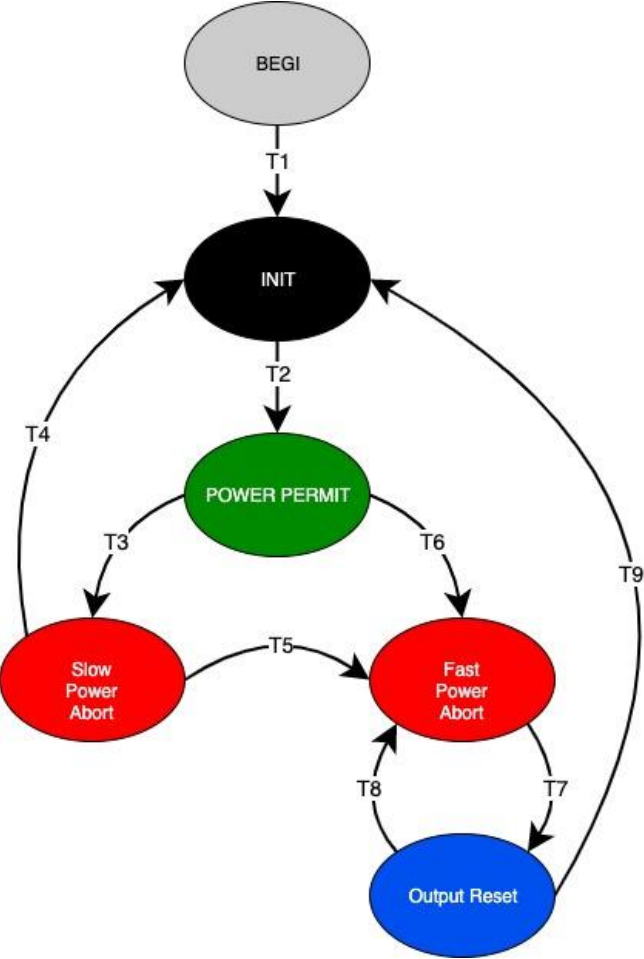 BEGI
T1
INIT
T2
T4
POWER PERMIT
T3
T6
T9
T5
Slow
Power
Abort
Fast
Power
Abort
T8
T7
Output Reset